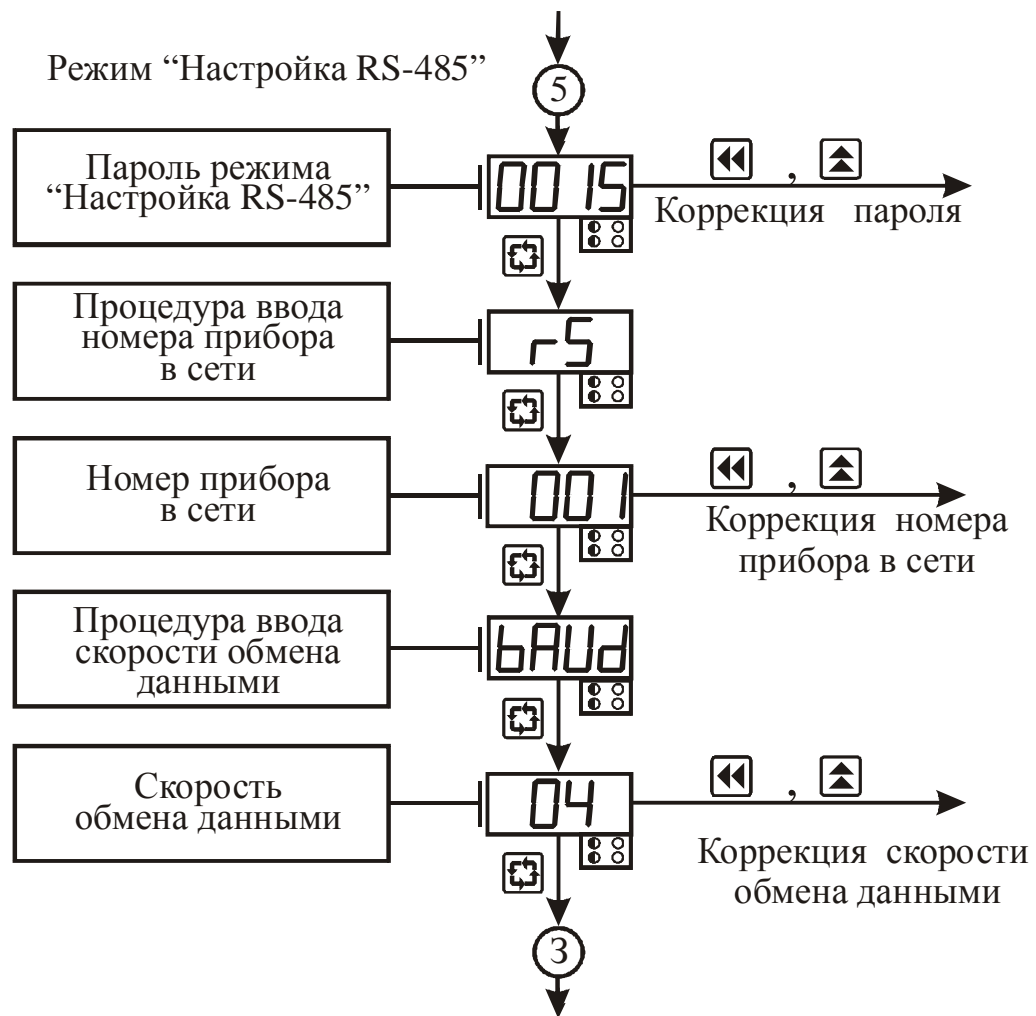 Режим “Настройка RS-485”
5
Пароль режима
“Настройка RS-485”
0015
,
Коррекция пароля
Процедура ввода
номера прибора
в сети
rS
Номер прибора
в сети
001
,
Коррекция номера
прибора в сети
Процедура ввода
скорости обмена
данными
bAUd
Скорость
обмена данными
04
,
Коррекция скорости
обмена данными
3